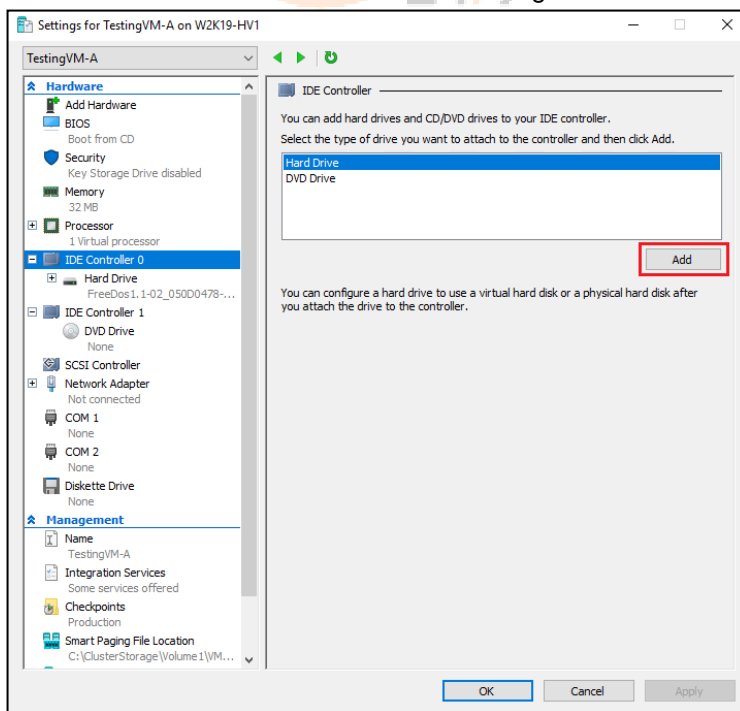 Settings for TestingVM-A on W2K19-HV1
TestingVM-A
Hardware
Add Hardware
BIOS
Boot from CD
Security
Key Storage Drive disabled
Memory
32 MB
Processor
1 Virtual processor
IDE Controller 0
Hard Drive
FreeDos1.1-02_050D0478-...
IDE Controller 1
DVD Drive
None
SCSI Controller
Network Adapter
Not connected
COM 1
None
COM 2
None
Diskette Drive
None
Management
Name
TestingVM-A
Integration Services
Some services offered
Checkpoints
Production
Smart Paging File Location
C:\ClusterStorage\Volume1\VM...
IDE Controller
You can add hard drives and CD/DVD drives to your IDE controller.
Select the type of drive you want to attach to the controller and then click Add.
Hard Drive
DVD Drive
Add
You can configure a hard drive to use a virtual hard disk or a physical hard disk after
you attach the drive to the controller.
OK
Cancel
Apply